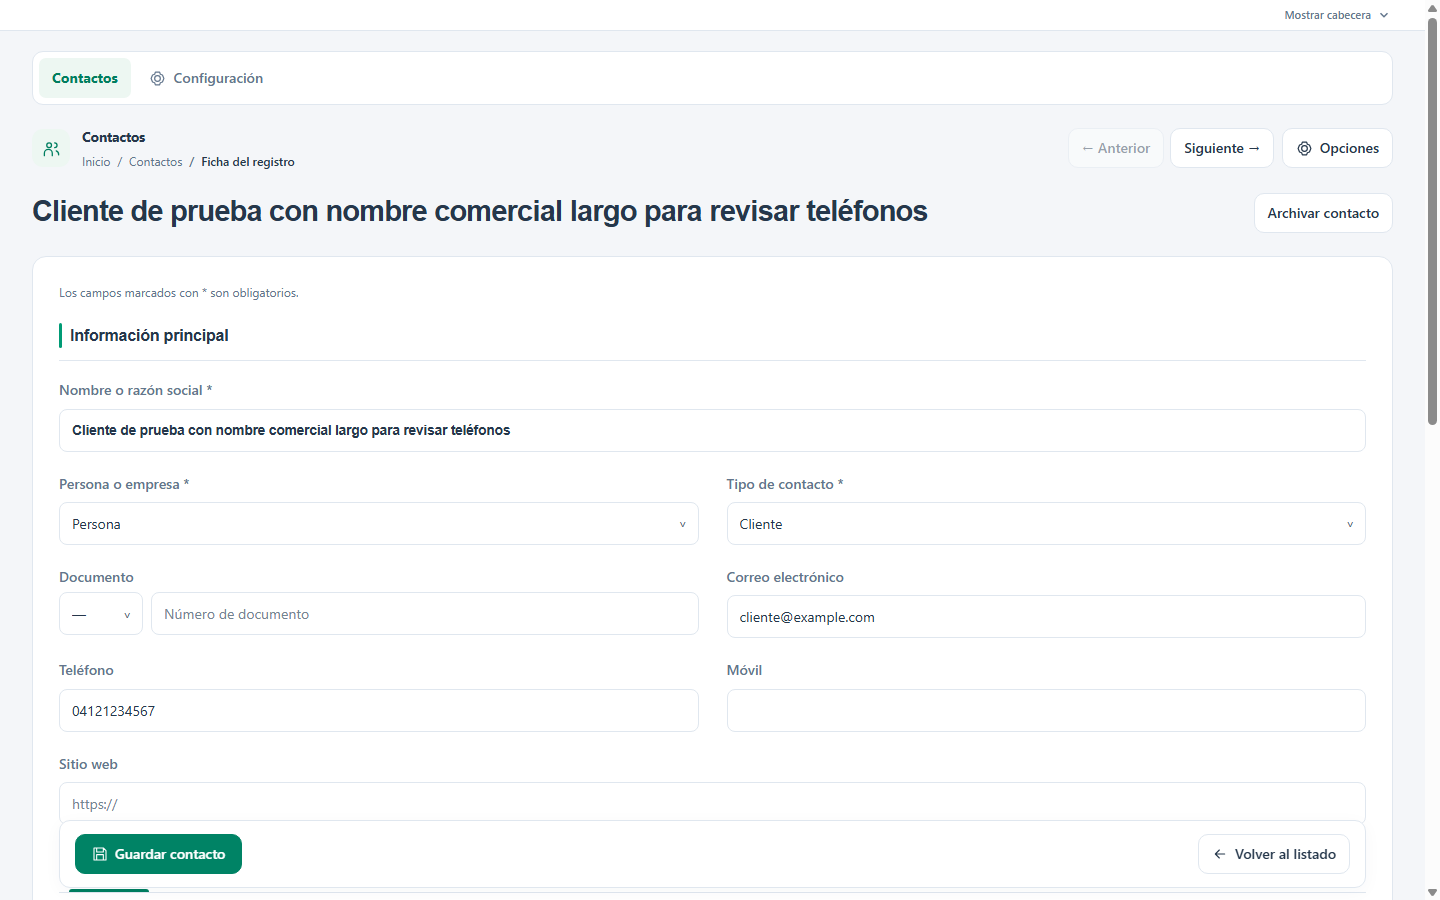 Mostrar cabecera
Contactos
Configuración
Contactos
Inicio / Contactos / Ficha del registro
← Anterior
Siguiente →
Opciones
Cliente de prueba con nombre comercial largo para revisar teléfonos
Archivar contacto
Los campos marcados con * son obligatorios.
Información principal
Nombre o razón social *
Cliente de prueba con nombre comercial largo para revisar teléfonos
Persona o empresa *
Tipo de contacto *
Persona
Cliente
Documento
Correo electrónico
—
Número de documento
cliente@example.com
Teléfono
Móvil
04121234567
Sitio web
https://
Guardar contacto
← Volver al listado